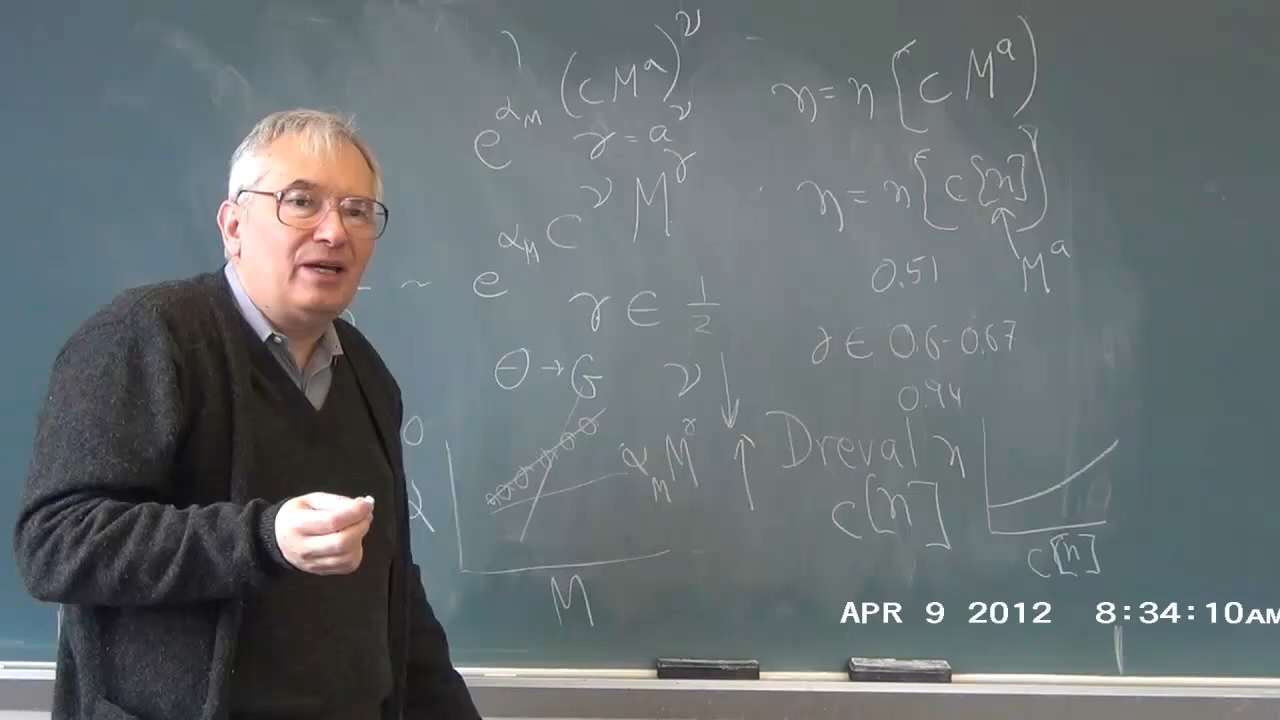 e^{α_M} (CM^a)^ν
γ = a^ν
~ e^{α_M} C^ν M^γ
γ ∈ 1/2
Θ → G
ν ↓
α_M M^γ ↑
M
η = η [C M^a)
η = η [C [η]]
M^a
0.51
γ ∈ 0.6-0.67
0.94
Dreval η
C[η]
C[η]
APR 9 2012 8:34:10AM